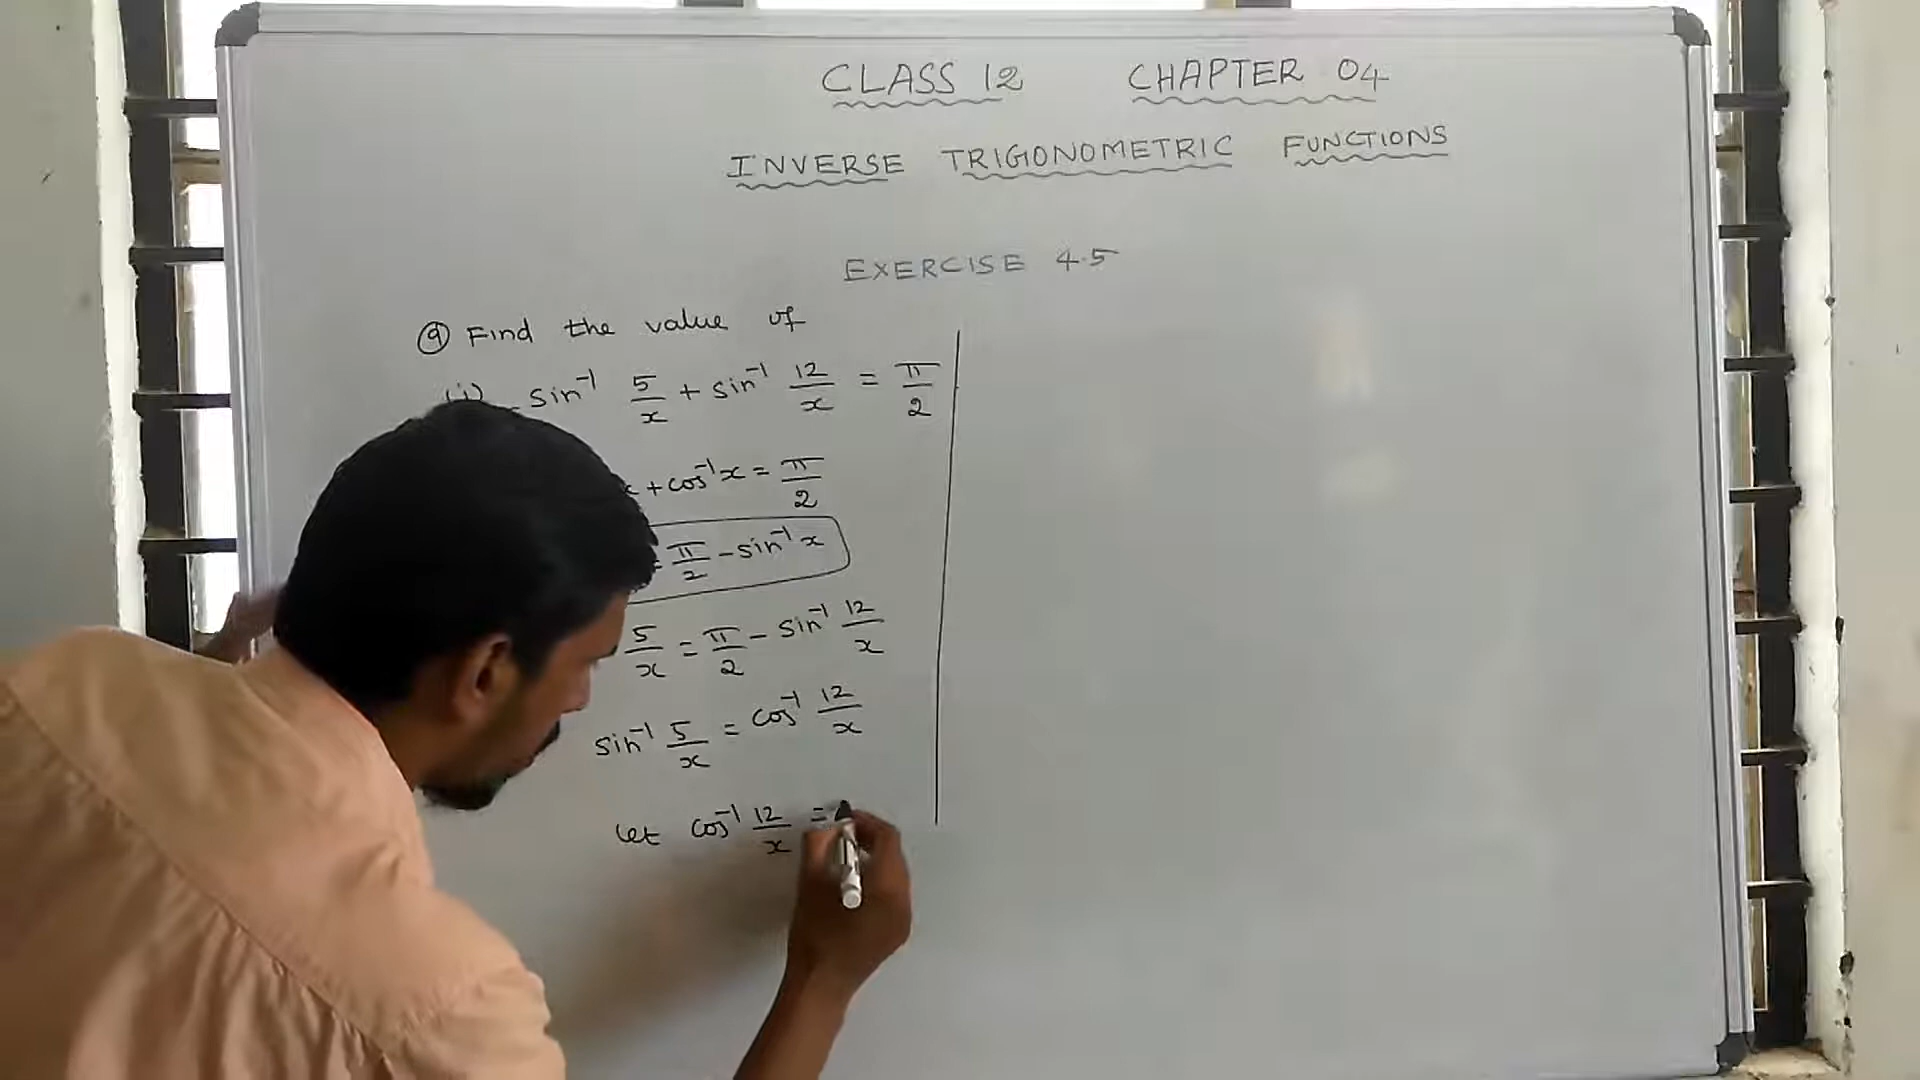 CLASS 12 CHAPTER 04
INVERSE TRIGONOMETRIC FUNCTIONS
EXERCISE 4.5
⑨ Find the value of
(i) sin⁻¹ 5/x + sin⁻¹ 12/x = π/2
+ cos⁻¹x = π/2
= π/2 - sin⁻¹x
5/x = π/2 - sin⁻¹ 12/x
sin⁻¹ 5/x = cos⁻¹ 12/x
Let cos⁻¹ 12/x =